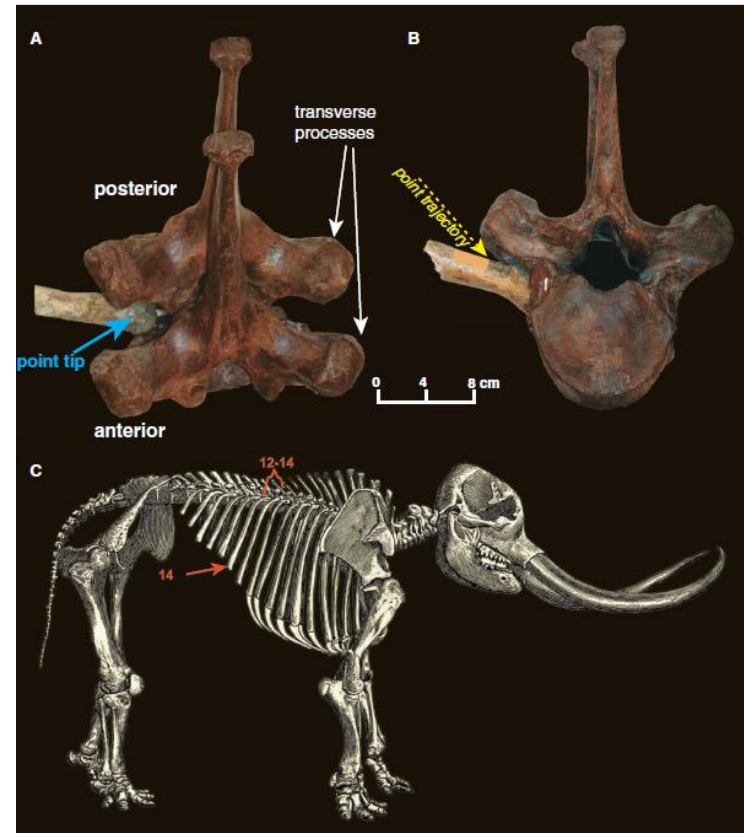 A
B
transverse
processes
posterior
point trajectory
point tip
anterior
0 4 8 cm
C
12-14
14